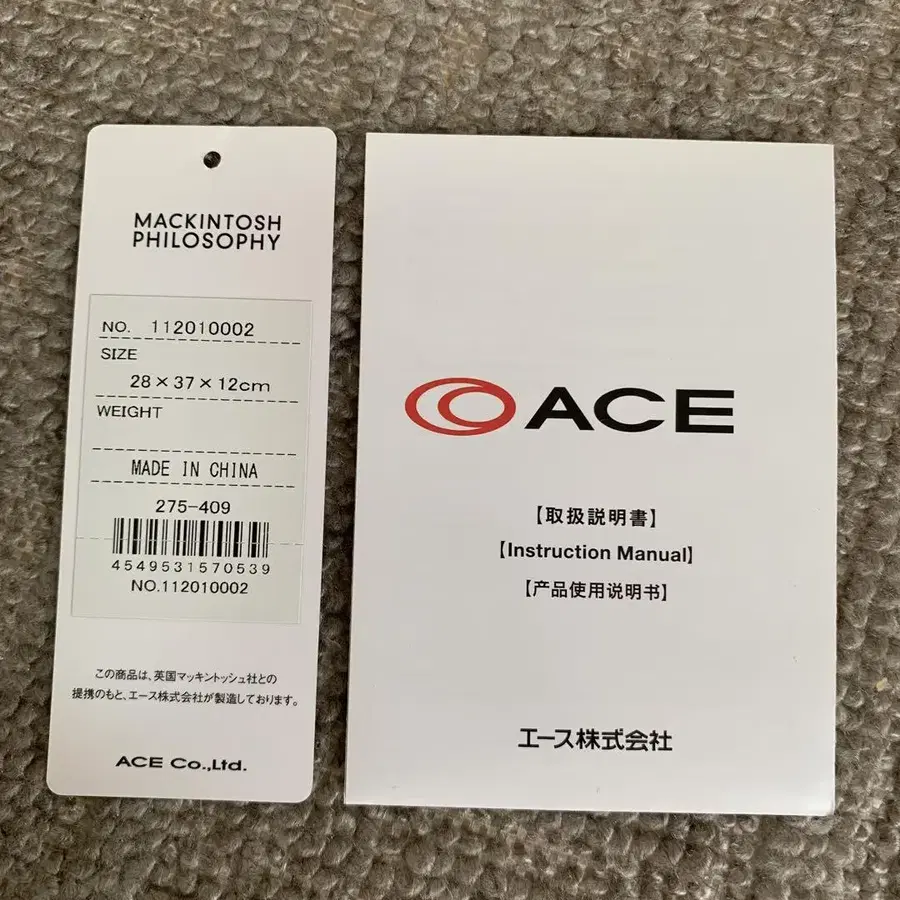 MACKINTOSH
PHILOSOPHY
NO. 112010002
SIZE
28×37×12cm
WEIGHT
MADE IN CHINA
275-409
4549531570539
NO.112010002
この商品は、英国マッキントッシュ社との
提携のもと、エース株式会社が製造しております。
ACE Co.,Ltd.
ACE
【取扱説明書】
【Instruction Manual】
【产品使用说明书】
エース株式会社